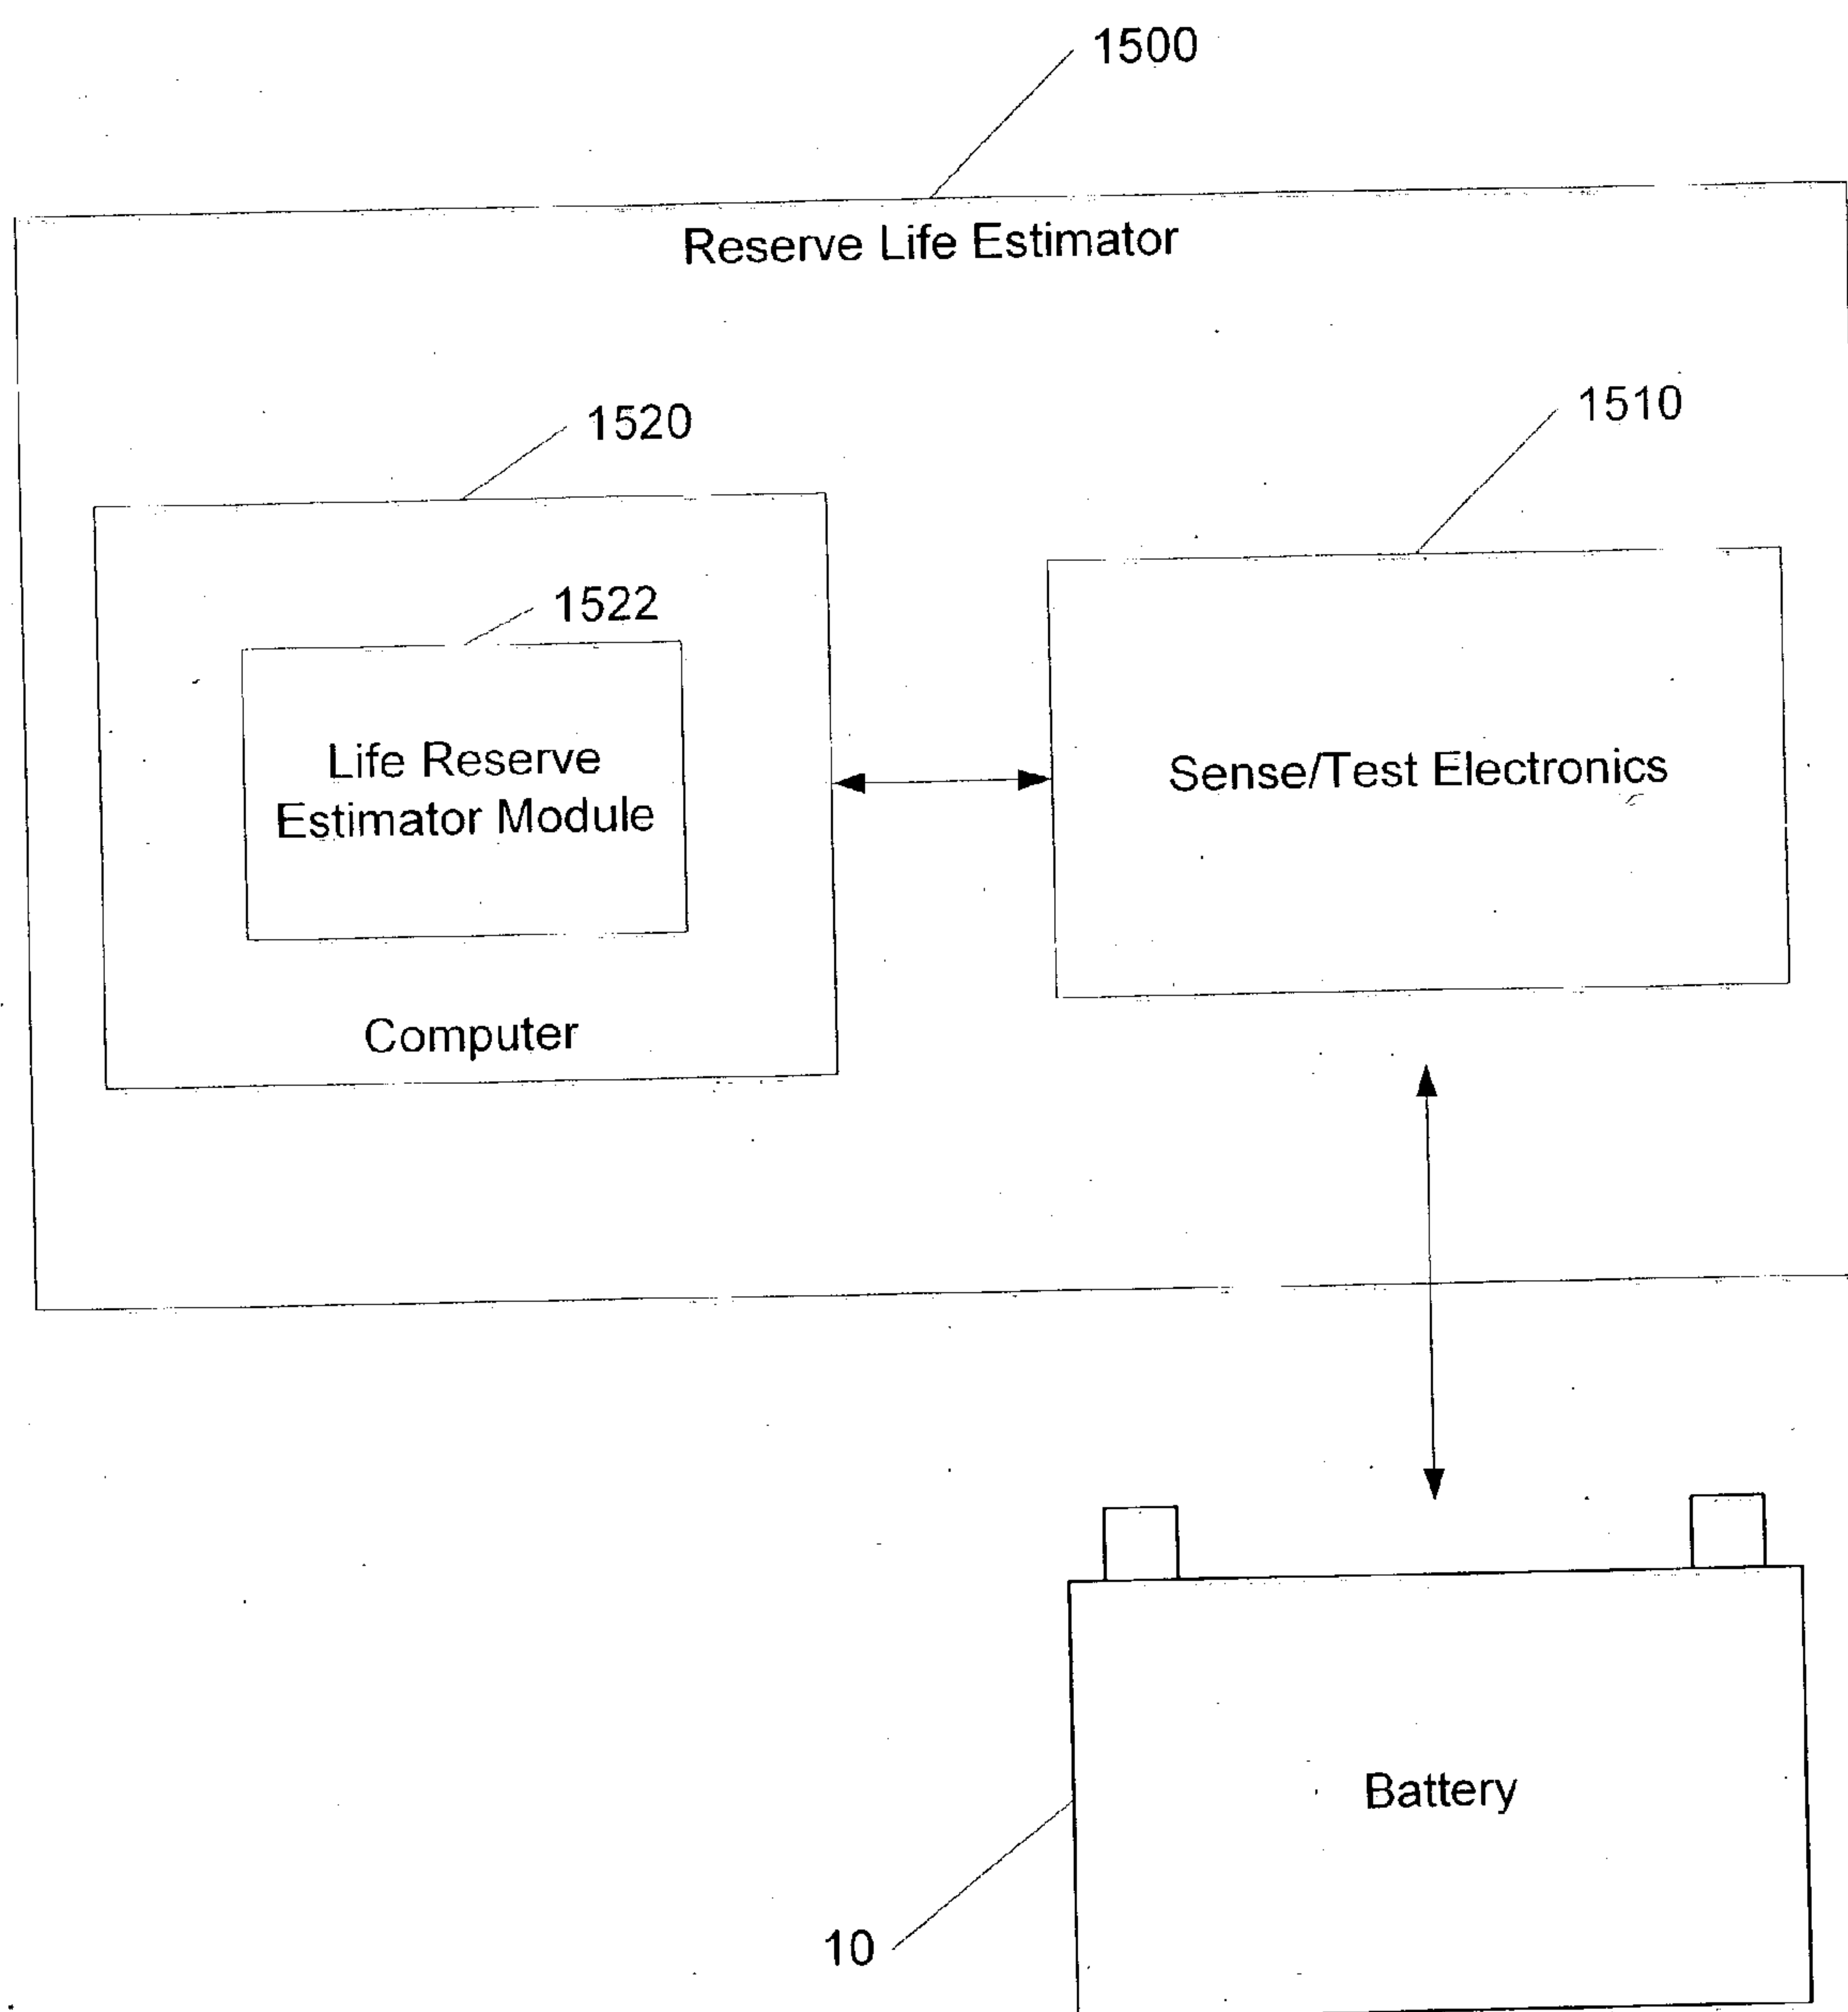 1500
Reserve Life Estimator
1520
1510
1522
Life Reserve
Estimator Module
Sense/Test Electronics
Computer
Battery
10